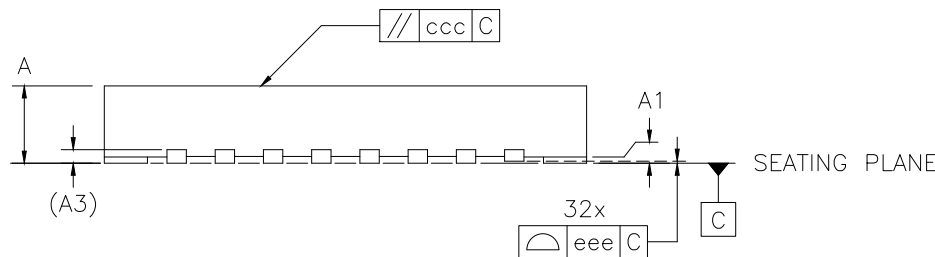 // ccc C
A
A1
SEATING PLANE
(A3)
32x
C
eee C